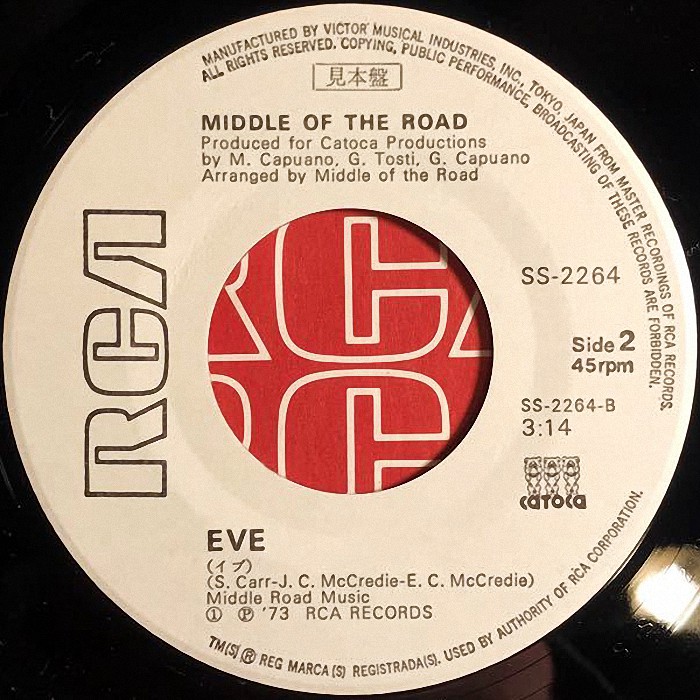 MANUFACTURED BY VICTOR MUSICAL INDUSTRIES, INC., TOKYO, JAPAN FROM MASTER RECORDINGS OF RCA RECORDS.
ALL RIGHTS RESERVED. COPYING, PUBLIC PERFORMANCE, BROADCASTING OF THESE RECORDS ARE FORBIDDEN.
見本盤
MIDDLE OF THE ROAD
Produced for Catoca Productions
by M. Capuano, G. Tosti, G. Capuano
Arranged by Middle of the Road
RCA
SS-2264
Side 2
45rpm
SS-2264-B
3:14
CATOCA
EVE
(イブ)
(S. Carr-J. C. McCredie-E. C. McCredie)
Middle Road Music
① Ⓟ '73 RCA RECORDS
TM(S) ® REG MARCA(S) REGISTRADA(S). USED BY AUTHORITY OF RCA CORPORATION.